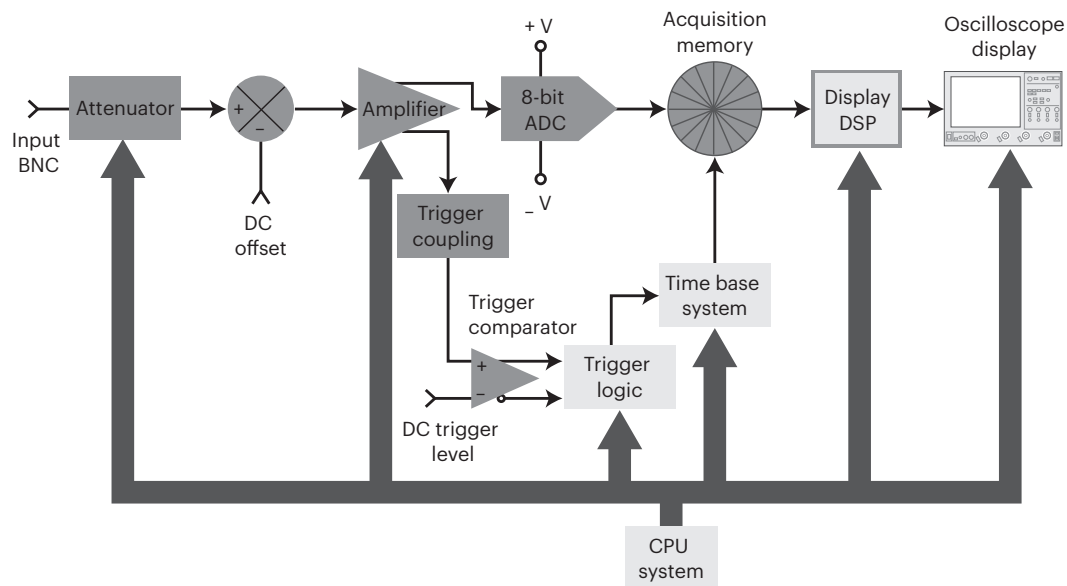 Acquisition
memory
Oscilloscope
display
+ V
Attenuator
+
−
Amplifier
8-bit
ADC
Display
DSP
Input
BNC
− V
DC
offset
Trigger
coupling
Time base
system
Trigger
comparator
+
−
Trigger
logic
DC trigger
level
CPU
system